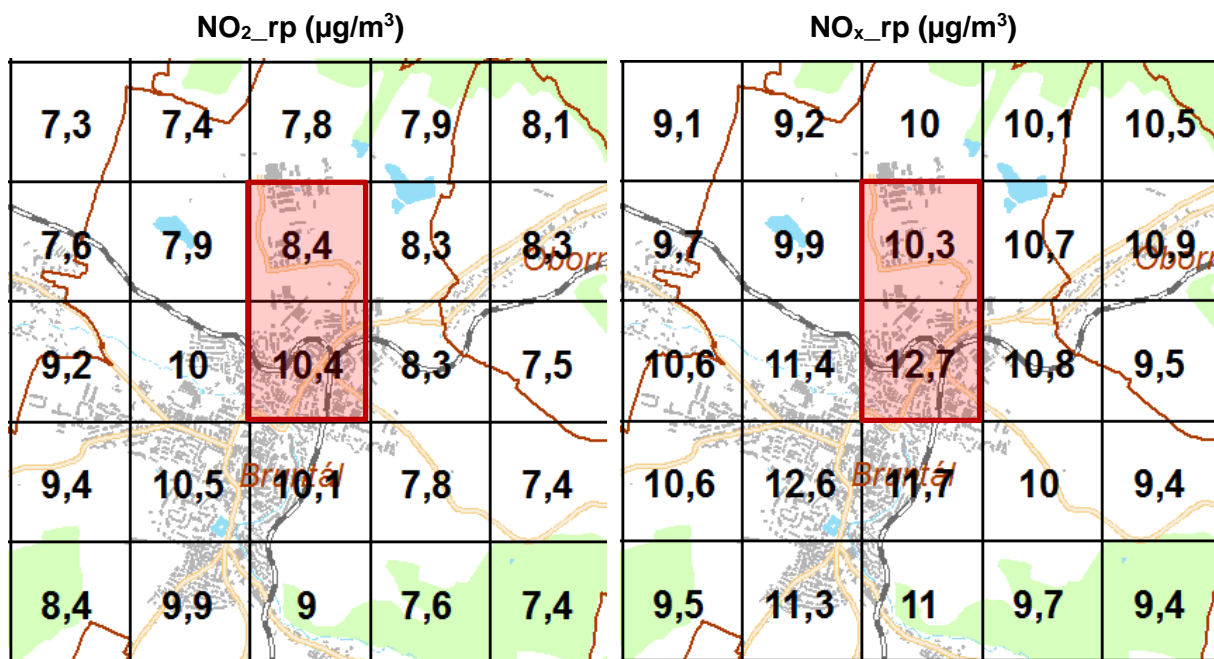 NO₂_rp (µg/m³) NOₓ_rp (µg/m³)
7,3 7,4 7,8 7,9 8,1 9,1 9,2 10 10,1 10,5
7,6 7,9 8,4 8,3 8,3 9,7 9,9 10,3 10,7 10,9
Oborn Oborn
9,2 10 10,4 8,3 7,5 10,6 11,4 12,7 10,8 9,5
Bruntál Bruntál
9,4 10,5 10,1 7,8 7,4 10,6 12,6 11,7 10 9,4
8,4 9,9 9 7,6 7,4 9,5 11,3 11 9,7 9,4